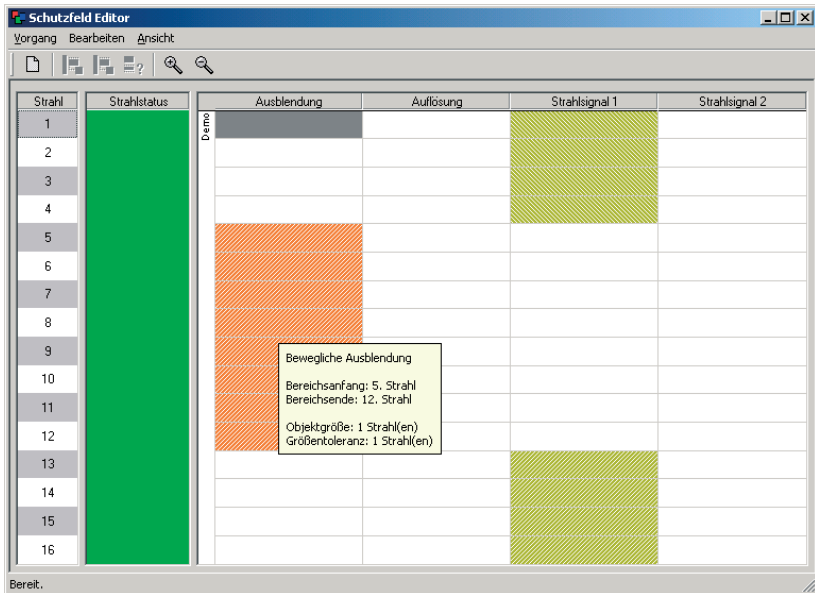 Schutzfeld Editor
Vorgang Bearbeiten Ansicht
Strahl Strahlstatus Ausblendung Auflösung Strahlsignal 1 Strahlsignal 2
Demo
1
2
3
4
5
6
7
8
9
10
11
12
13
14
15
16
Bewegliche Ausblendung
Bereichsanfang: 5. Strahl
Bereichsende: 12. Strahl
Objektgröße: 1 Strahl(en)
Größentoleranz: 1 Strahl(en)
Bereit.